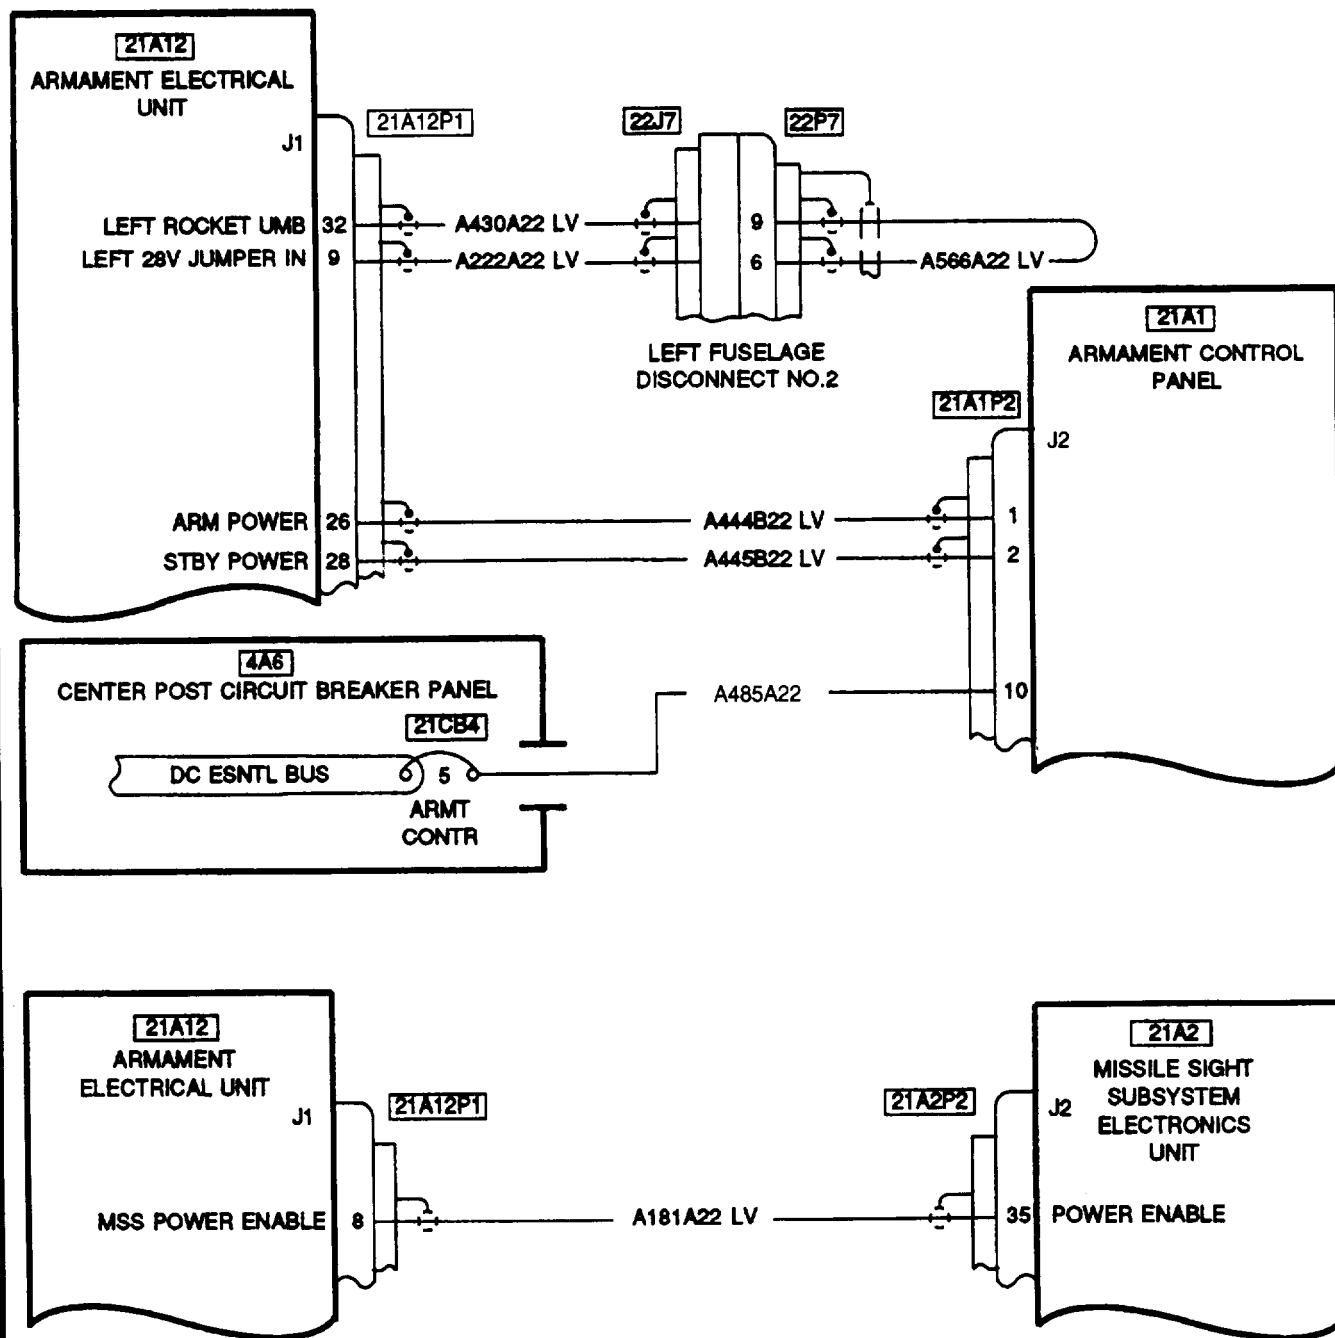 21A12
ARMAMENT ELECTRICAL
UNIT
J1
21A12P1
22J7
22P7
LEFT ROCKET UMB 32
A430A22 LV
9
LEFT 28V JUMPER IN 9
A222A22 LV
6
A566A22 LV
LEFT FUSELAGE
DISCONNECT NO.2
21A1
ARMAMENT CONTROL
PANEL
21A1P2
J2
ARM POWER 26
A444B22 LV
1
STBY POWER 28
A445B22 LV
2
4A6
CENTER POST CIRCUIT BREAKER PANEL
A485A22
10
21CB4
DC ESNTL BUS
5
ARMT
CONTR
21A12
ARMAMENT
ELECTRICAL UNIT
J1
21A12P1
21A2P2
21A2
MISSILE SIGHT
SUBSYSTEM
ELECTRONICS
UNIT
J2
MSS POWER ENABLE 8
A181A22 LV
35 POWER ENABLE